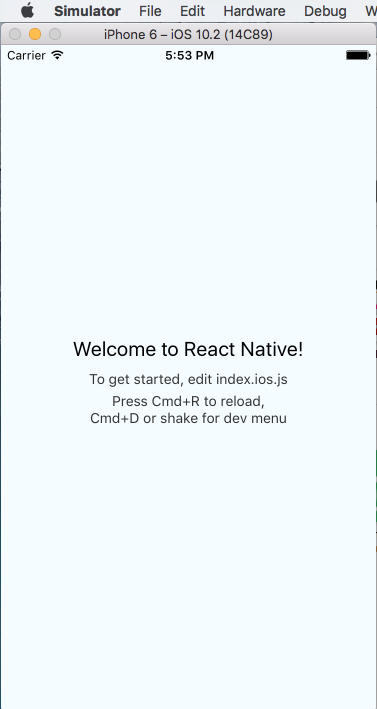 Simulator File Edit Hardware Debug W
iPhone 6 – iOS 10.2 (14C89)
Carrier 5:53 PM
Welcome to React Native!
To get started, edit index.ios.js
Press Cmd+R to reload,
Cmd+D or shake for dev menu